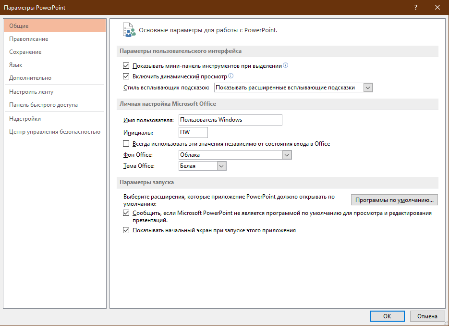 Параметры PowerPoint
Общие
Правописание
Сохранение
Язык
Дополнительно
Настроить ленту
Панель быстрого доступа
Надстройки
Центр управления безопасностью
Основные параметры для работы с PowerPoint.
Параметры пользовательского интерфейса
Показывать мини-панель инструментов при выделении
Включить динамический просмотр
Стиль всплывающих подсказок: Показывать расширенные всплывающие подсказки
Личная настройка Microsoft Office
Имя пользователя: Пользователь Windows
Инициалы: ПW
Всегда использовать эти значения независимо от состояния входа в Office
Фон Office: Облака
Тема Office: Белая
Параметры запуска
Выберите расширения, которые приложение PowerPoint должно открывать по умолчанию: Программы по умолчанию...
Сообщить, если Microsoft PowerPoint не является программой по умолчанию для просмотра и редактирования
презентаций.
Показывать начальный экран при запуске этого приложения
ОК Отмена